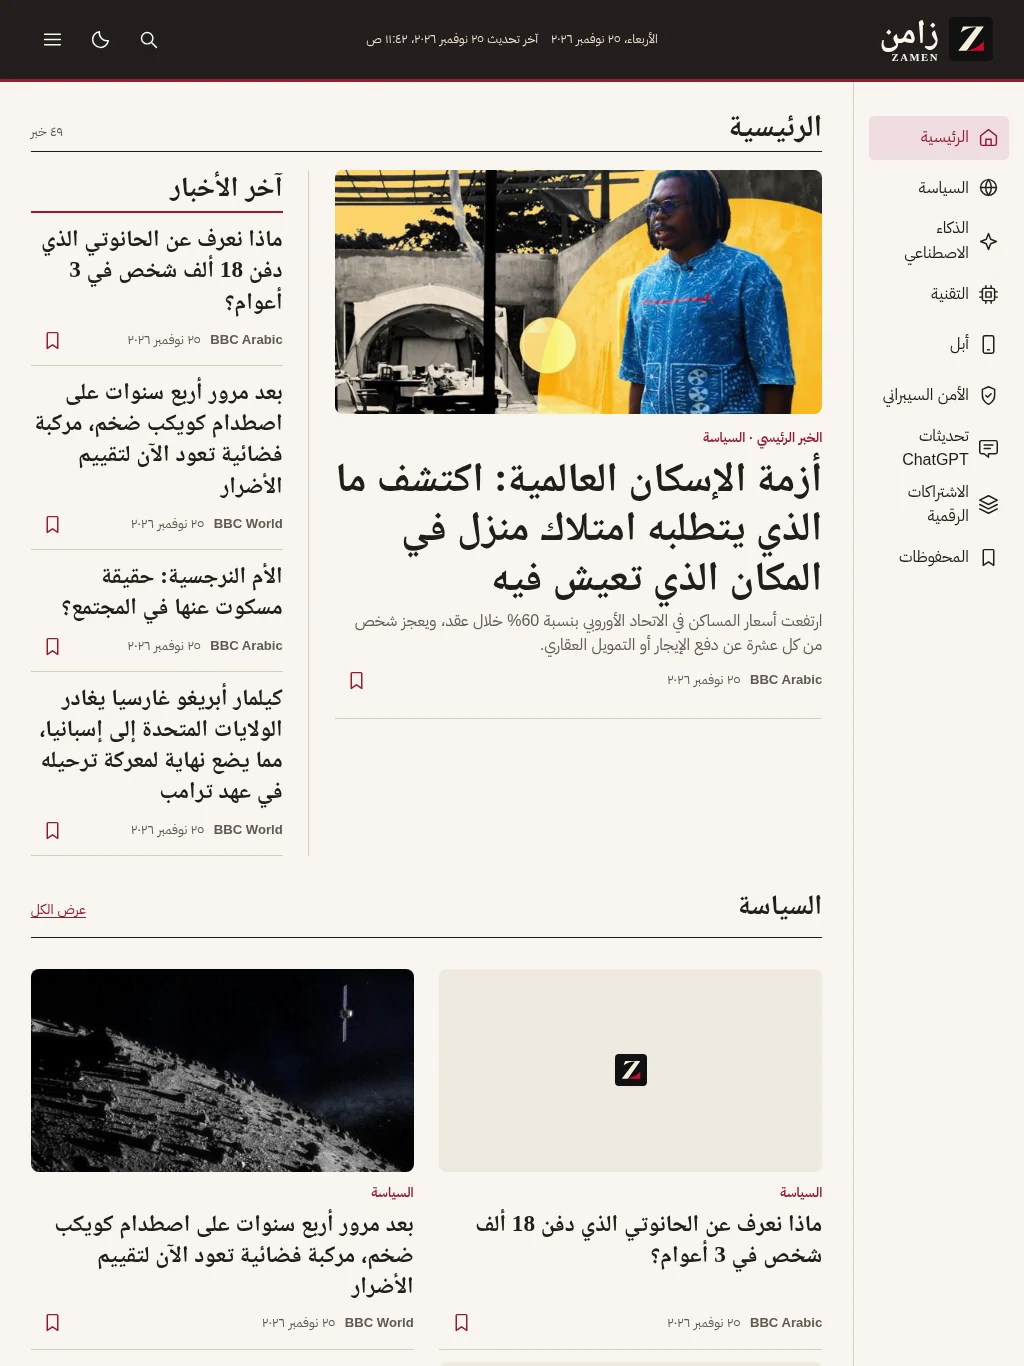 زامن
ZAMEN
الأربعاء، ٢٥ نوفمبر ٢٠٢٦
آخر تحديث ٢٥ نوفمبر ٢٠٢٦، ١١:٤٢ ص
الرئيسية
السياسة
الذكاء
الاصطناعي
التقنية
أبل
الأمن السيبراني
تحديثات
ChatGPT
الاشتراكات
الرقمية
المحفوظات
الرئيسية
٤٩ خبر
الخبر الرئيسي · السياسة
أزمة الإسكان العالمية: اكتشف ما
الذي يتطلبه امتلاك منزل في
المكان الذي تعيش فيه
ارتفعت أسعار المساكن في الاتحاد الأوروبي بنسبة 60% خلال عقد، ويعجز شخص
من كل عشرة عن دفع الإيجار أو التمويل العقاري.
BBC Arabic ٢٥ نوفمبر ٢٠٢٦
آخر الأخبار
ماذا نعرف عن الحانوتي الذي
دفن 18 ألف شخص في 3
أعوام؟
BBC Arabic ٢٥ نوفمبر ٢٠٢٦
بعد مرور أربع سنوات على
اصطدام كويكب ضخم، مركبة
فضائية تعود الآن لتقييم
الأضرار
BBC World ٢٥ نوفمبر ٢٠٢٦
الأم النرجسية: حقيقة
مسكوت عنها في المجتمع؟
BBC Arabic ٢٥ نوفمبر ٢٠٢٦
كيلمار أبريغو غارسيا يغادر
الولايات المتحدة إلى إسبانيا،
مما يضع نهاية لمعركة ترحيله
في عهد ترامب
BBC World ٢٥ نوفمبر ٢٠٢٦
السياسة
عرض الكل
السياسة
ماذا نعرف عن الحانوتي الذي دفن 18 ألف
شخص في 3 أعوام؟
BBC Arabic ٢٥ نوفمبر ٢٠٢٦
السياسة
بعد مرور أربع سنوات على اصطدام كويكب
ضخم، مركبة فضائية تعود الآن لتقييم
الأضرار
BBC World ٢٥ نوفمبر ٢٠٢٦